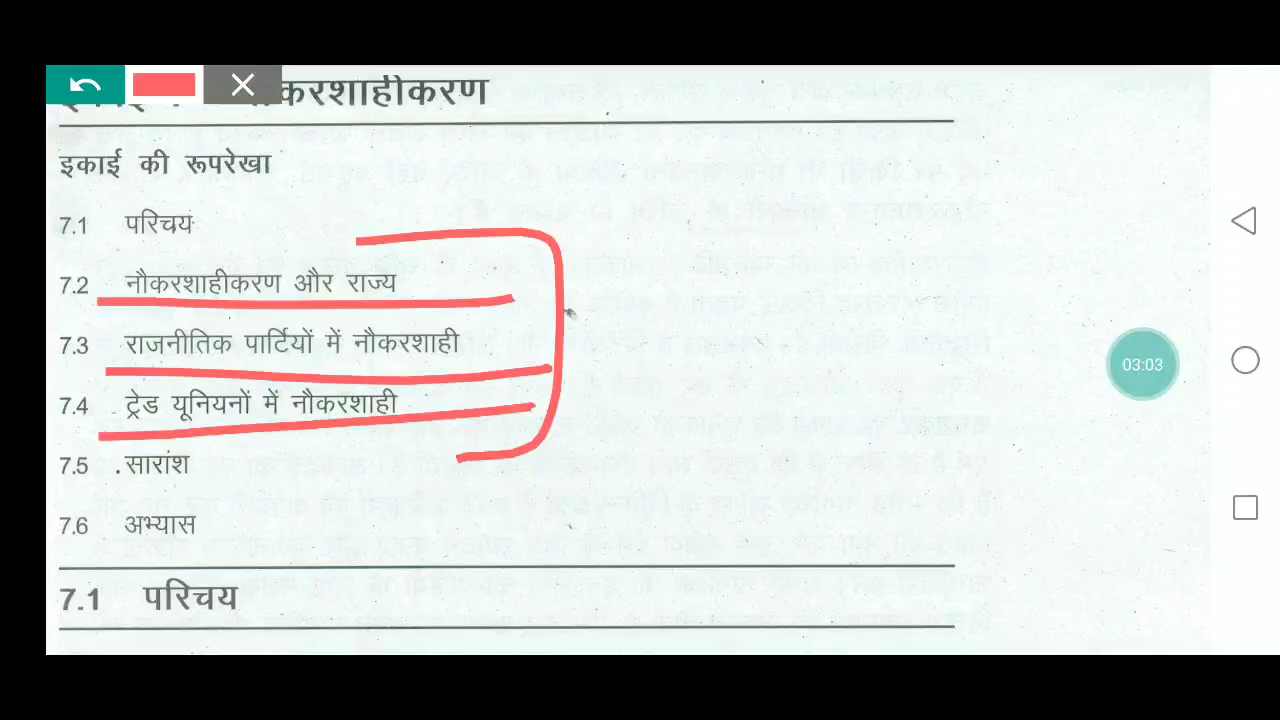 नौकरशाहीकरण
इकाई की रूपरेखा
7.1 परिचय
7.2 नौकरशाहीकरण और राज्य
7.3 राजनीतिक पार्टियों में नौकरशाही
7.4 ट्रेड यूनियनों में नौकरशाही
7.5 .सारांश
7.6 अभ्यास
7.1 परिचय
03:03